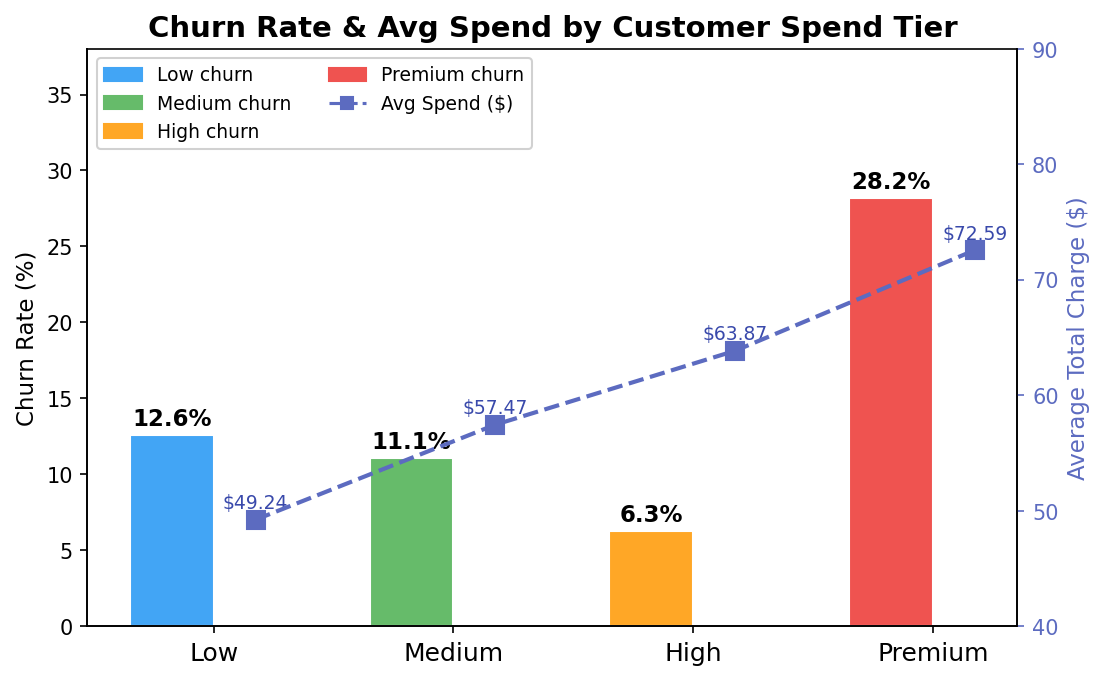 Churn Rate & Avg Spend by Customer Spend Tier
Low churn
Medium churn
High churn
Premium churn
Avg Spend ($)
Churn Rate (%)
35
30
25
20
15
10
5
0
12.6%
11.1%
6.3%
28.2%
$49.24
$57.47
$63.87
$72.59
90
80
70
60
50
40
Average Total Charge ($)
Low
Medium
High
Premium